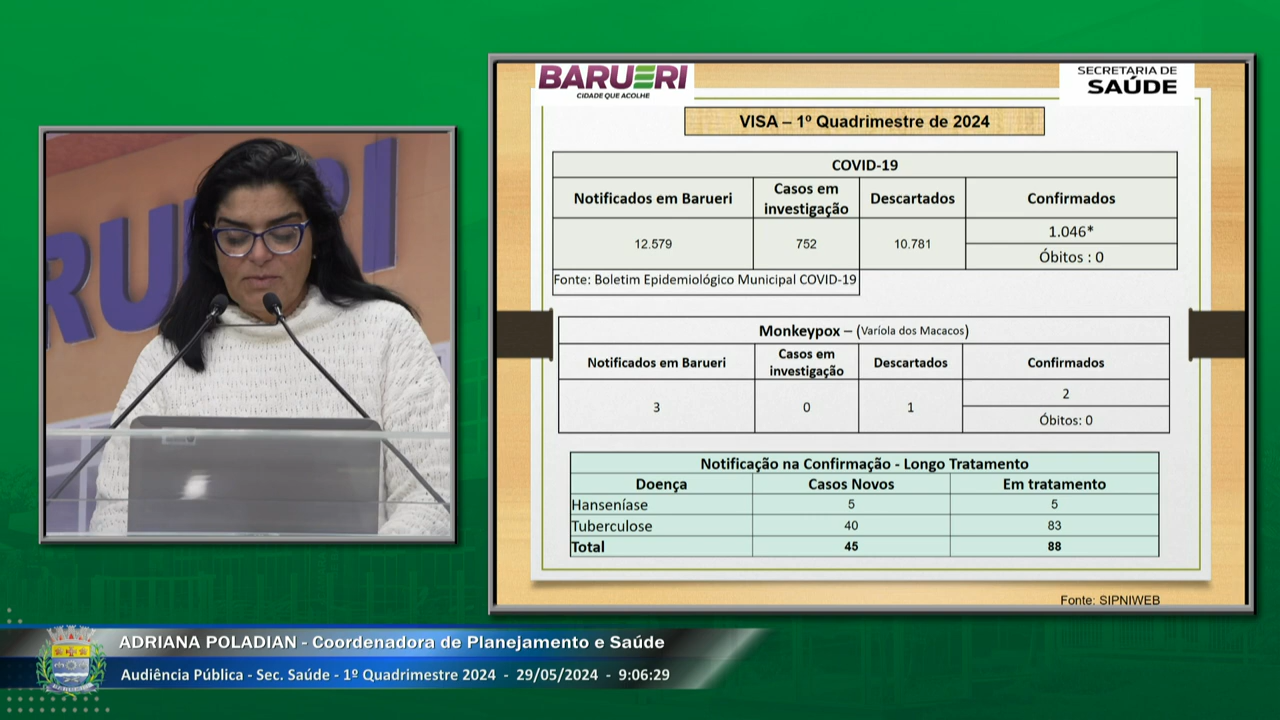 BARUERI
CIDADE QUE ACOLHE
SECRETARIA DE
SAÚDE
VISA – 1º Quadrimestre de 2024
COVID-19
Notificados em Barueri
Casos em
investigação
Descartados
Confirmados
12.579
752
10.781
1.046*
Óbitos : 0
Fonte: Boletim Epidemiológico Municipal COVID-19
Monkeypox – (Varíola dos Macacos)
Notificados em Barueri
Casos em
investigação
Descartados
Confirmados
3
0
1
2
Óbitos: 0
Notificação na Confirmação - Longo Tratamento
Doença Casos Novos Em tratamento
Hanseníase 5 5
Tuberculose 40 83
Total 45 88
Fonte: SIPNIWEB
ADRIANA POLADIAN - Coordenadora de Planejamento e Saúde
Audiência Pública - Sec. Saúde - 1º Quadrimestre 2024 - 29/05/2024 - 9:06:29